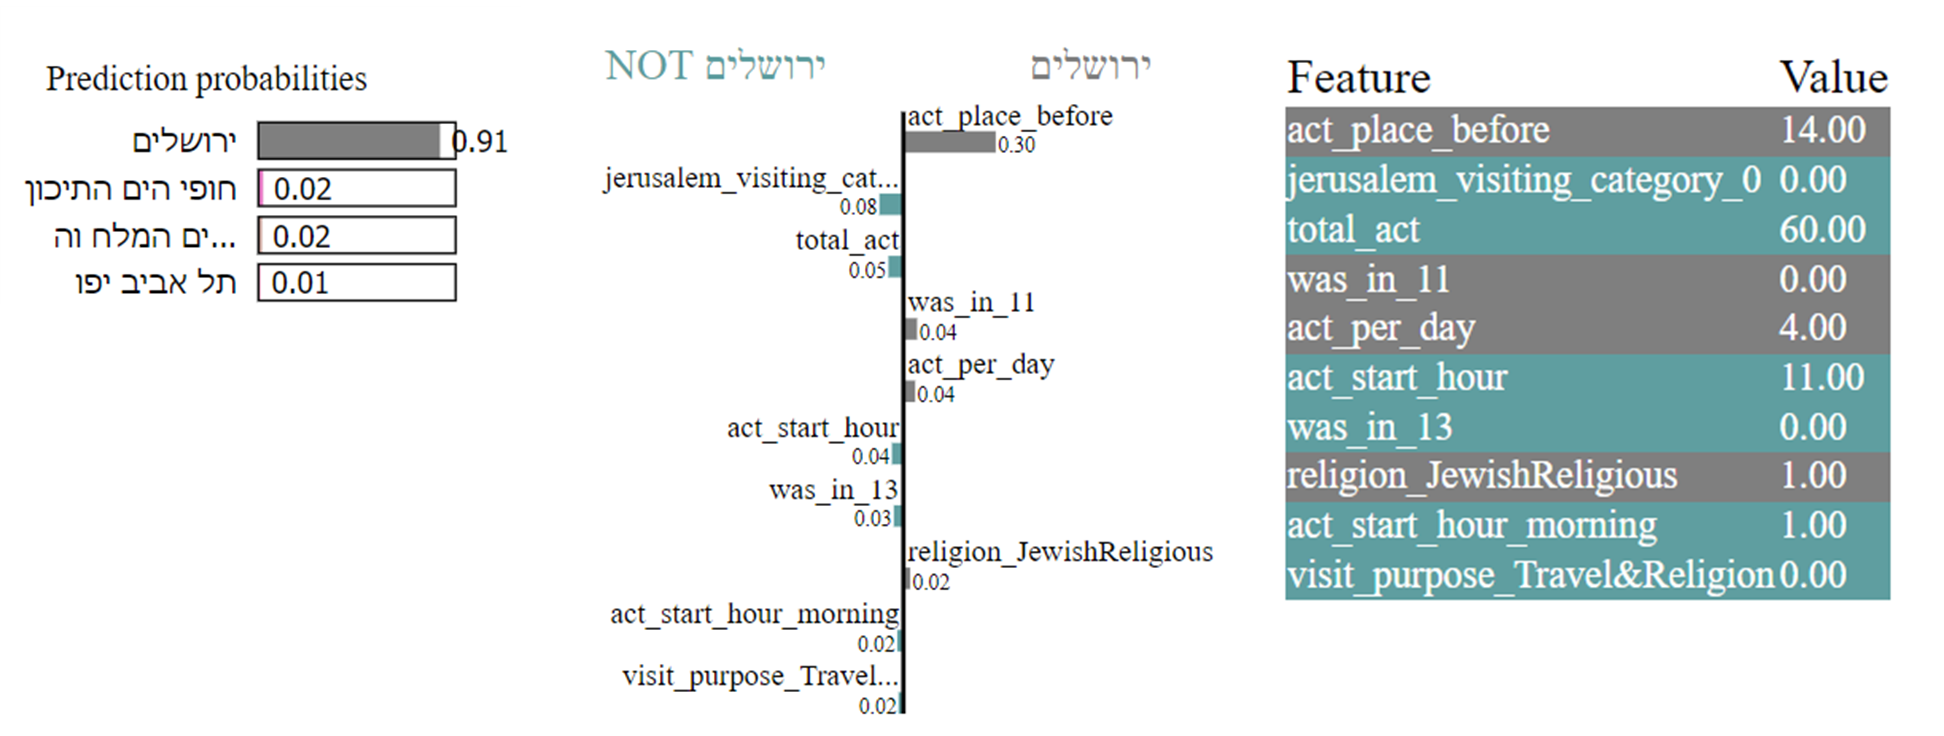 Prediction probabilities
ירושלים 0.91
חופי הים התיכון 0.02
ים המלח וה... 0.02
תל אביב יפו 0.01
NOT ירושלים
ירושלים
act_place_before
0.30
jerusalem_visiting_cat...
0.08
total_act
0.05
was_in_11
0.04
act_per_day
0.04
act_start_hour
0.04
was_in_13
0.03
religion_JewishReligious
0.02
act_start_hour_morning
0.02
visit_purpose_Travel...
0.02
Feature Value
act_place_before 14.00
jerusalem_visiting_category_0 0.00
total_act 60.00
was_in_11 0.00
act_per_day 4.00
act_start_hour 11.00
was_in_13 0.00
religion_JewishReligious 1.00
act_start_hour_morning 1.00
visit_purpose_Travel&Religion 0.00